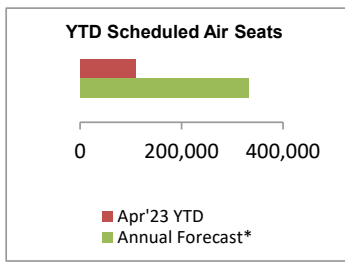 YTD Scheduled Air Seats
0 200,000 400,000
Apr'23 YTD
Annual Forecast*